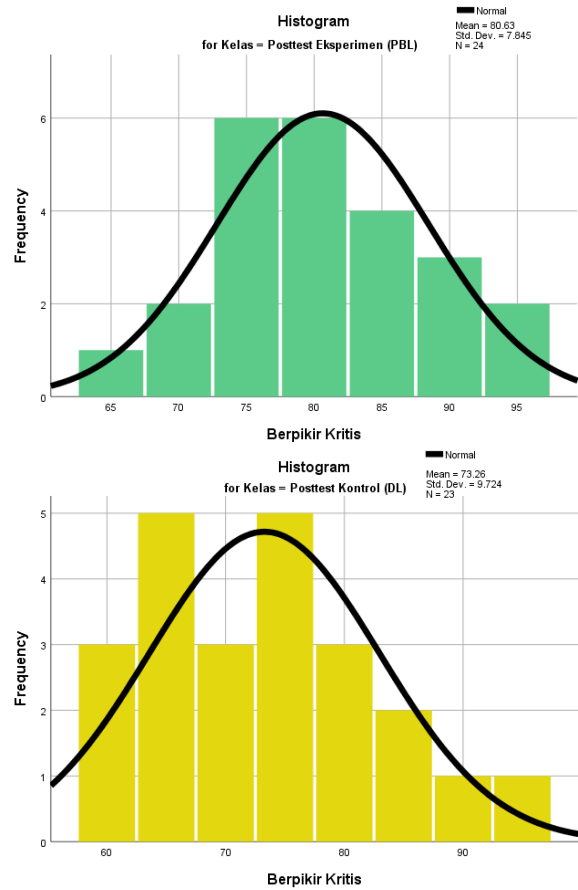 Histogram
for Kelas = Posttest Eksperimen (PBL)
Normal
Mean = 80.63
Std. Dev. = 7.845
N = 24
Frequency
6
4
2
0
65 70 75 80 85 90 95
Berpikir Kritis
Histogram
for Kelas = Posttest Kontrol (DL)
Normal
Mean = 73.26
Std. Dev. = 9.724
N = 23
Frequency
5
4
3
2
1
0
60 70 80 90
Berpikir Kritis